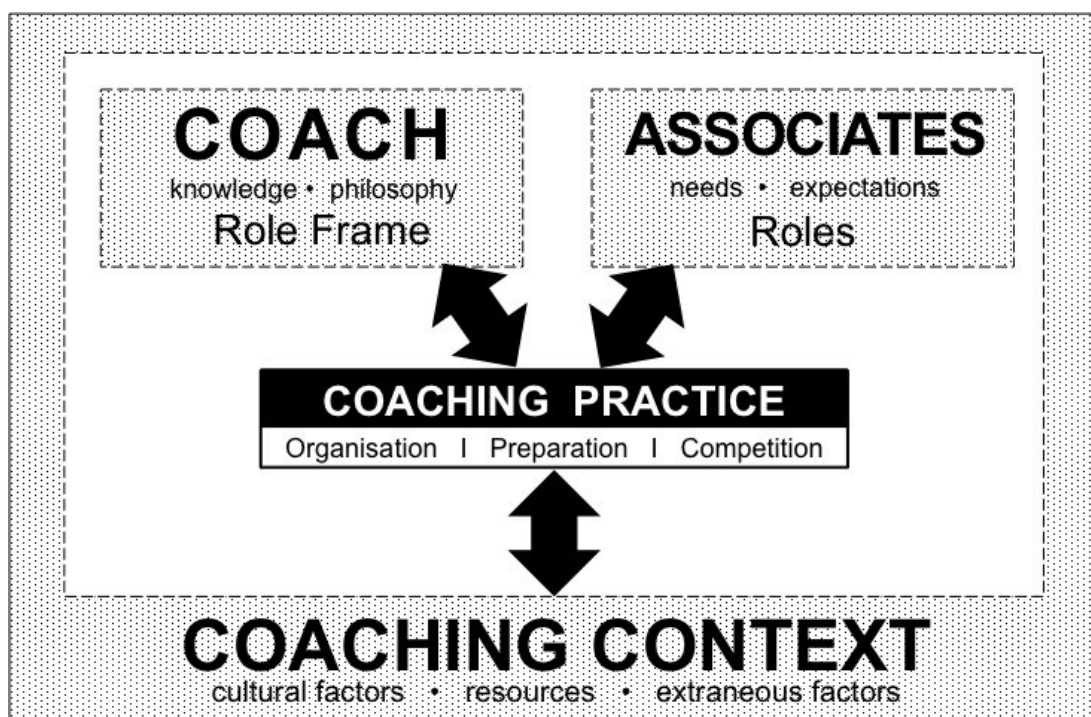 COACH
knowledge • philosophy
Role Frame
ASSOCIATES
needs • expectations
Roles
COACHING PRACTICE
Organisation I Preparation I Competition
COACHING CONTEXT
cultural factors • resources • extraneous factors